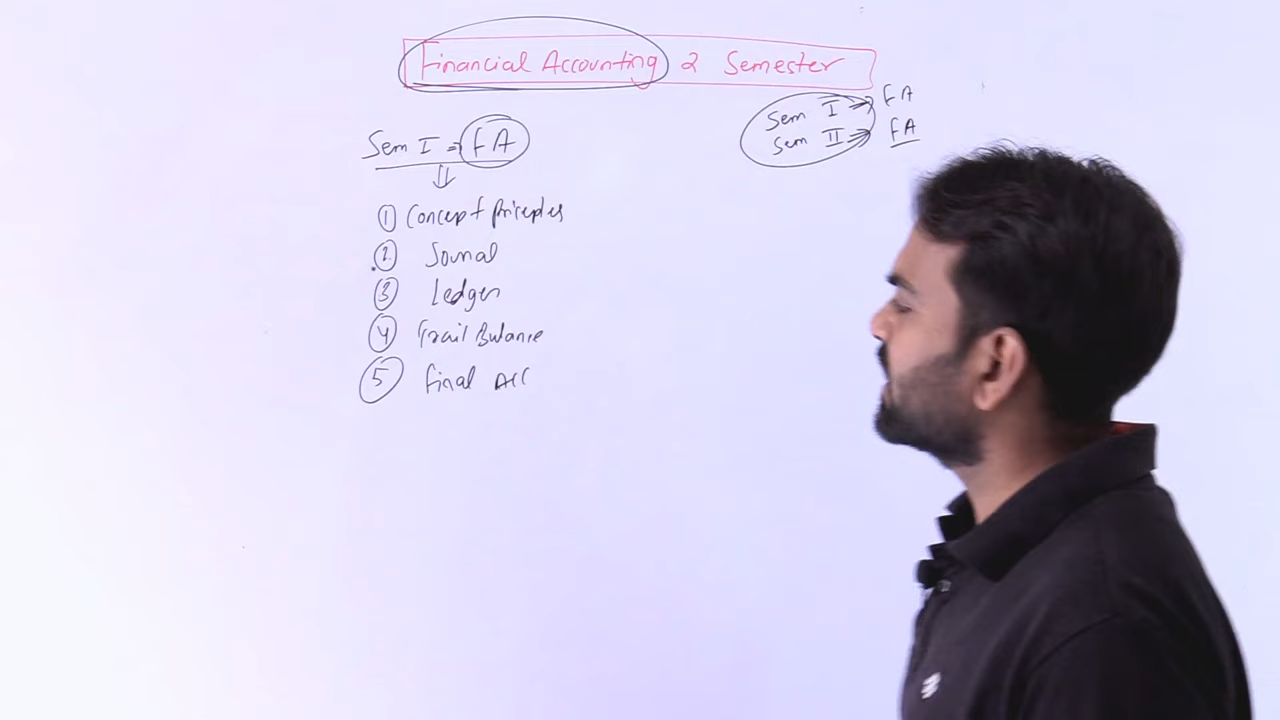 Financial Accounting 2 Semester
Sem I → FA
Sem II → FA
Sem I ⇒ FA
⇓
① Concept & Priceples
② Journal
③ Ledger
④ Trail Balance
⑤ Final Acc